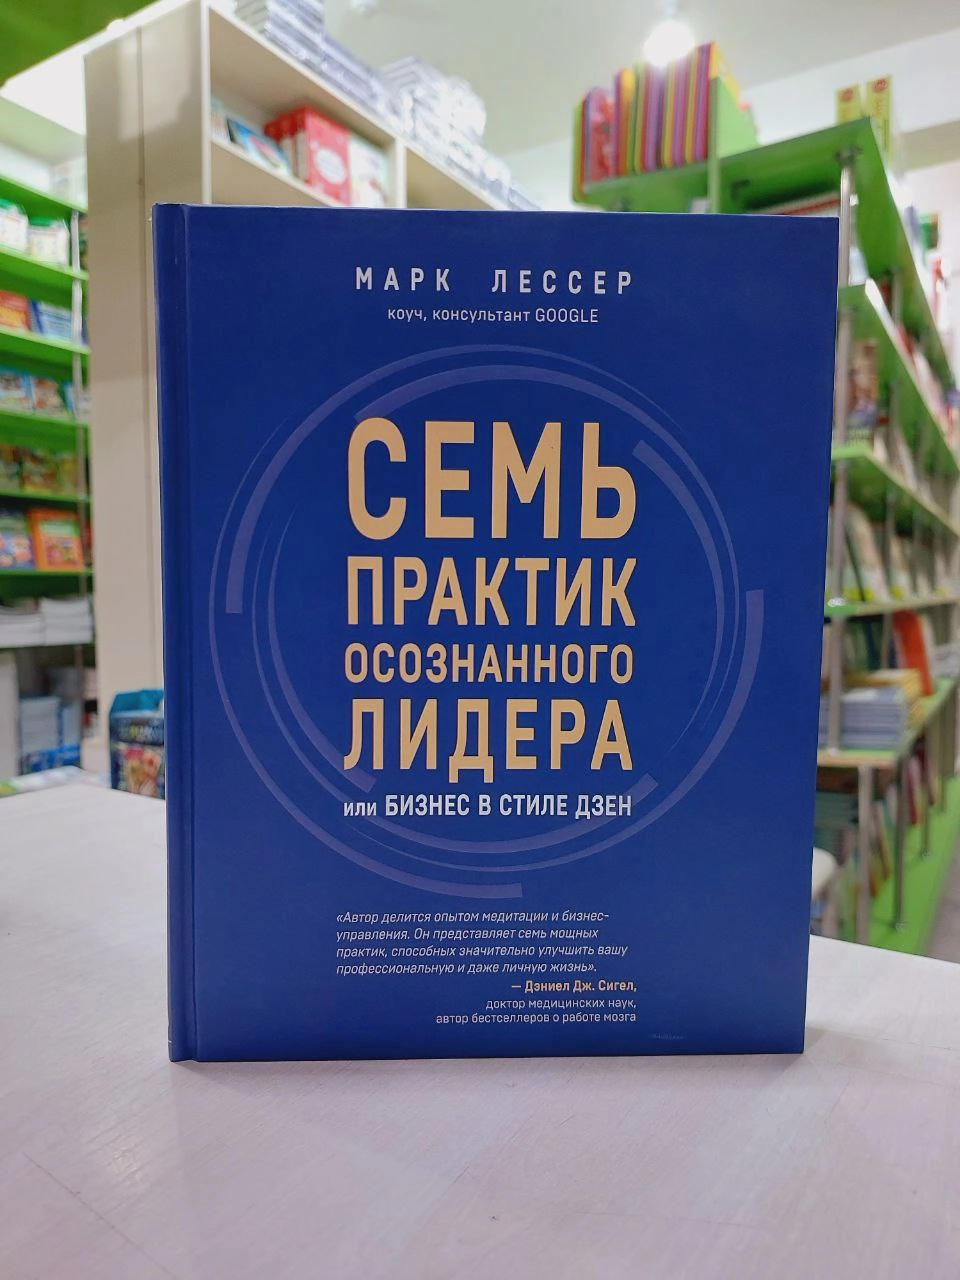 МАРК ЛЕССЕР
коуч, консультант GOOGLE
СЕМЬ
ПРАКТИК
ОСОЗНАННОГО
ЛИДЕРА
или БИЗНЕС В СТИЛЕ ДЗЕН
«Автор делится опытом медитации и бизнес-
управления. Он представляет семь мощных
практик, способных значительно улучшить вашу
профессиональную и даже личную жизнь».
— Дэниел Дж. Сигел,
доктор медицинских наук,
автор бестселлеров о работе мозга